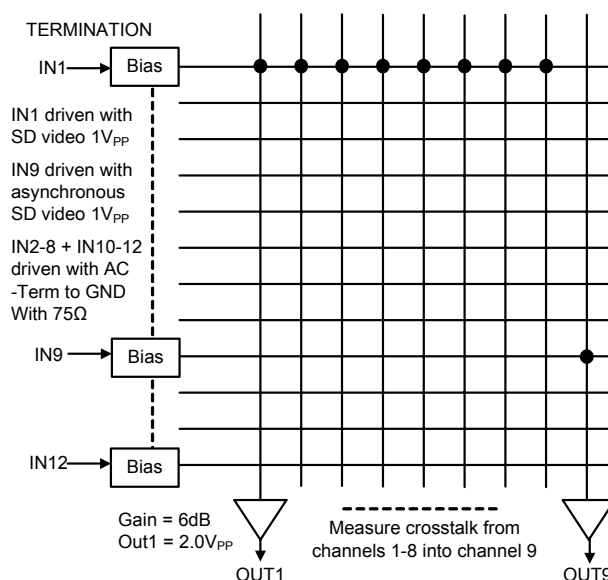 TERMINATION
IN1
Bias
IN1 driven with
SD video 1VPP
IN9 driven with
asynchronous
SD video 1VPP
IN2-8 + IN10-12
driven with AC
-Term to GND
With 75Ω
IN9
Bias
IN12
Bias
Gain = 6dB
Out1 = 2.0VPP
Measure crosstalk from
channels 1-8 into channel 9
OUT1
OUT9